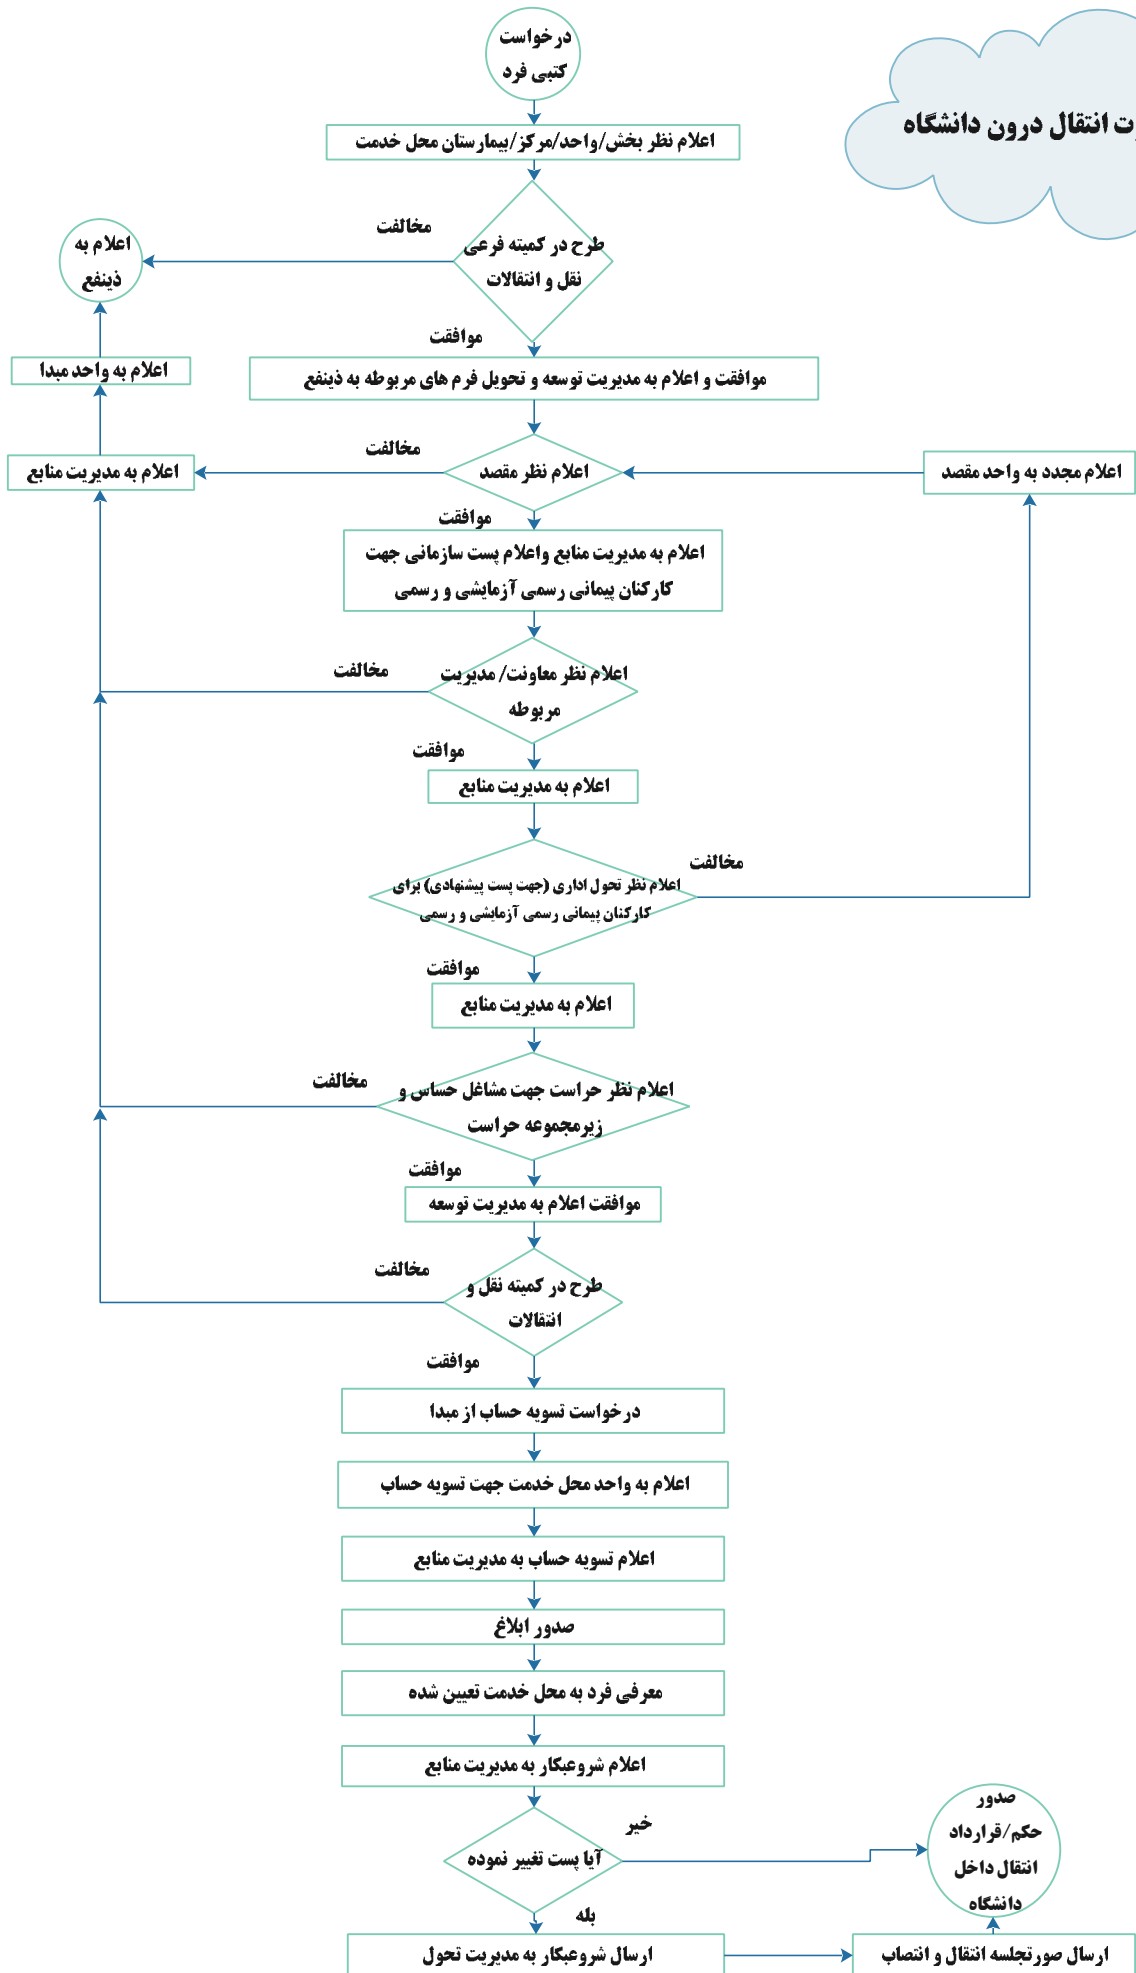 درخواست
کتبی فرد
ت انتقال درون دانشگاه
اعلام نظر بخش/واحد/مرکز/بیمارستان محل خدمت
مخالفت
طرح در کمیته فرعی
نقل و انتقالات
اعلام به
ذینفع
موافقت
اعلام به واحد مبدا
موافقت و اعلام به مدیریت توسعه و تحویل فرم های مربوطه به ذینفع
مخالفت
اعلام نظر مقصد
اعلام به مدیریت منابع
اعلام مجدد به واحد مقصد
موافقت
اعلام به مدیریت منابع واعلام پست سازمانی جهت
کارکنان پیمانی رسمی آزمایشی و رسمی
مخالفت
اعلام نظر معاونت/ مدیریت
مربوطه
موافقت
اعلام به مدیریت منابع
مخالفت
اعلام نظر تحول اداری (جهت پست پیشنهادی) برای
کارکنان پیمانی رسمی آزمایشی و رسمی
موافقت
اعلام به مدیریت منابع
مخالفت
اعلام نظر حراست جهت مشاغل حساس و
زیرمجموعه حراست
موافقت
موافقت اعلام به مدیریت توسعه
مخالفت
طرح در کمیته نقل و
انتقالات
موافقت
درخواست تسویه حساب از مبدا
اعلام به واحد محل خدمت جهت تسویه حساب
اعلام تسویه حساب به مدیریت منابع
صدور ابلاغ
معرفی فرد به محل خدمت تعیین شده
اعلام شروعبکار به مدیریت منابع
خیر
آیا پست تغییر نموده
صدور
حکم/قرارداد
انتقال داخل
دانشگاه
بله
ارسال شروعبکار به مدیریت تحول
ارسال صورتجلسه انتقال و انتصاب